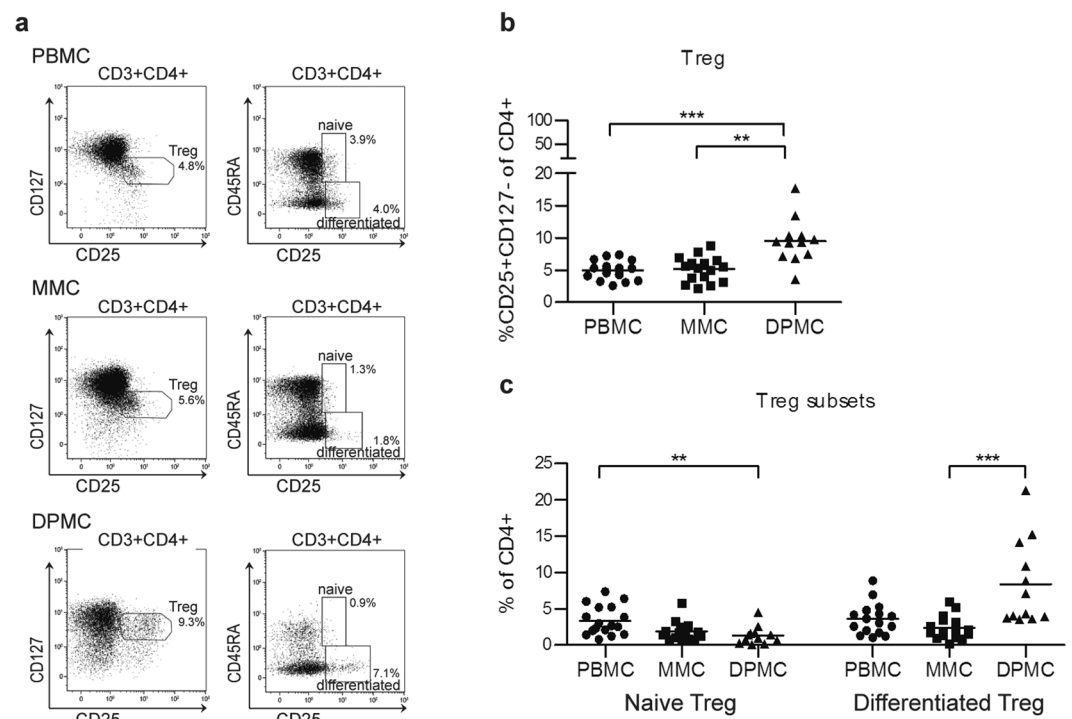 a
PBMC
CD3+CD4+
CD3+CD4+
CD127
Treg
4.8%
CD25
CD45RA
naive
3.9%
4.0%
differentiated
CD25
MMC
CD3+CD4+
CD3+CD4+
CD127
Treg
5.6%
CD25
CD45RA
naive
1.3%
1.8%
differentiated
CD25
DPMC
CD3+CD4+
CD3+CD4+
CD127
Treg
9.3%
CD25
CD45RA
naive
0.9%
7.1%
differentiated
CD25
b
Treg
%CD25+CD127- of CD4+
100
50
20
15
10
5
0
***
**
PBMC MMC DPMC
c
Treg subsets
% of CD4+
25
20
15
10
5
0
**
***
PBMC MMC DPMC PBMC MMC DPMC
Naive Treg Differentiated Treg